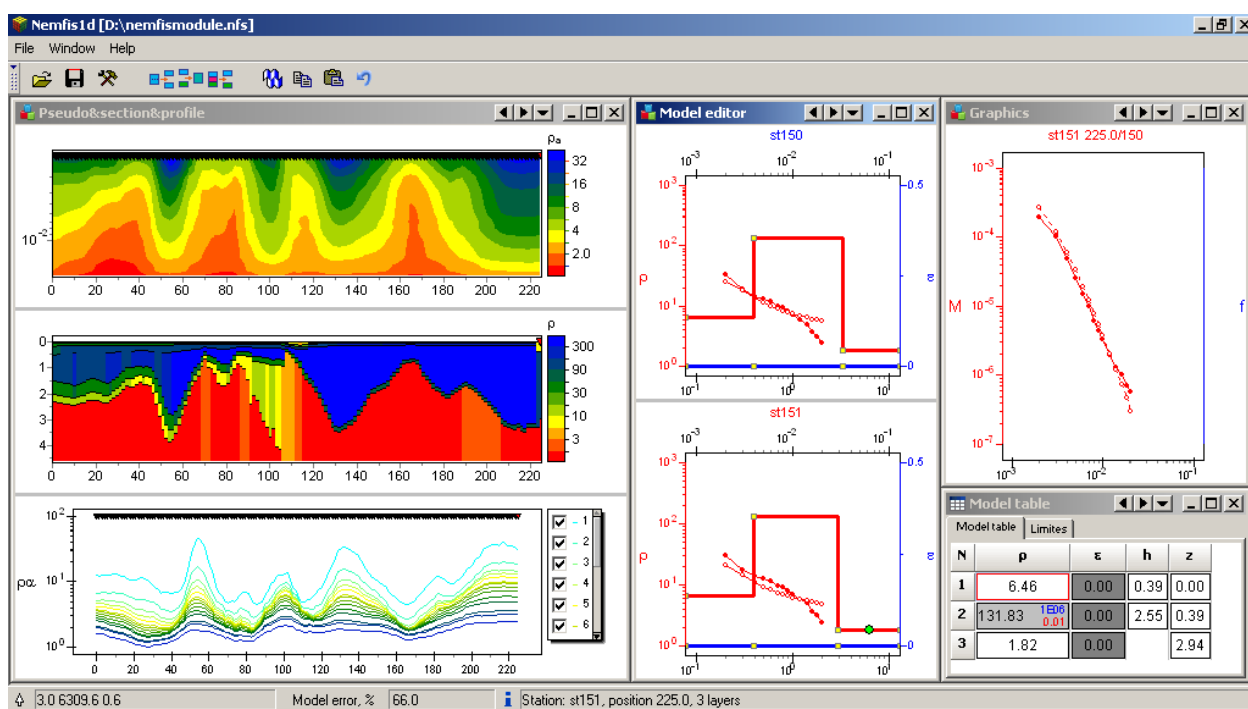 Nemfis1d [D:\nemfismodule.nfs]
File Window Help
Pseudo&section&profile
ρa
32
16
8
4
2.0
10-2
0 20 40 60 80 100 120 140 160 180 200 220
ρ
0
1
2
3
4
300
90
30
10
3
0 20 40 60 80 100 120 140 160 180 200 220
ρα
102
101
100
1
2
3
4
5
6
0 20 40 60 80 100 120 140 160 180 200 220
Model editor
st150
10-3 10-2 10-1
103
102
101
100
ρ
0.5
ε
0
10-1 100 101
st151
10-3 10-2 10-1
103
102
101
100
ρ
0.5
ε
0
10-1 100 101
Graphics
st151 225.0/150
10-3
10-4
10-5
10-6
10-7
M
f
10-3 10-2 10-1
Model table
Model table Limites
N ρ ε h z
1 6.46 0.00 0.39 0.00
2 131.83 1E06 0.01 0.00 2.55 0.39
3 1.82 0.00 2.94
3.0 6309.6 0.6 Model error, % 66.0 Station: st151, position 225.0, 3 layers